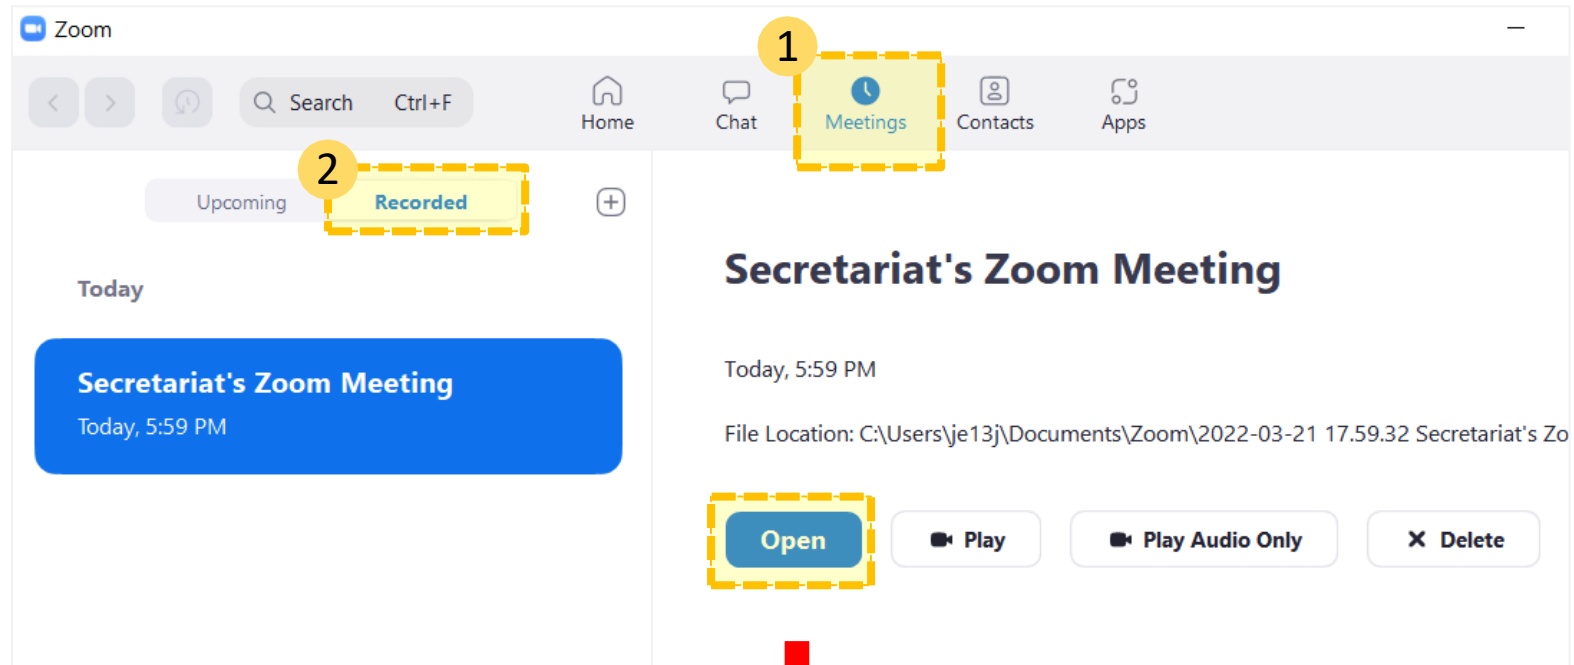 Zoom
1
Search Ctrl+F
Home
Chat
Meetings
Contacts
Apps
2
Upcoming
Recorded
Today
Secretariat's Zoom Meeting
Today, 5:59 PM
Secretariat's Zoom Meeting
Today, 5:59 PM
File Location: C:\Users\je13j\Documents\Zoom\2022-03-21 17.59.32 Secretariat's Zo
Open
Play
Play Audio Only
Delete